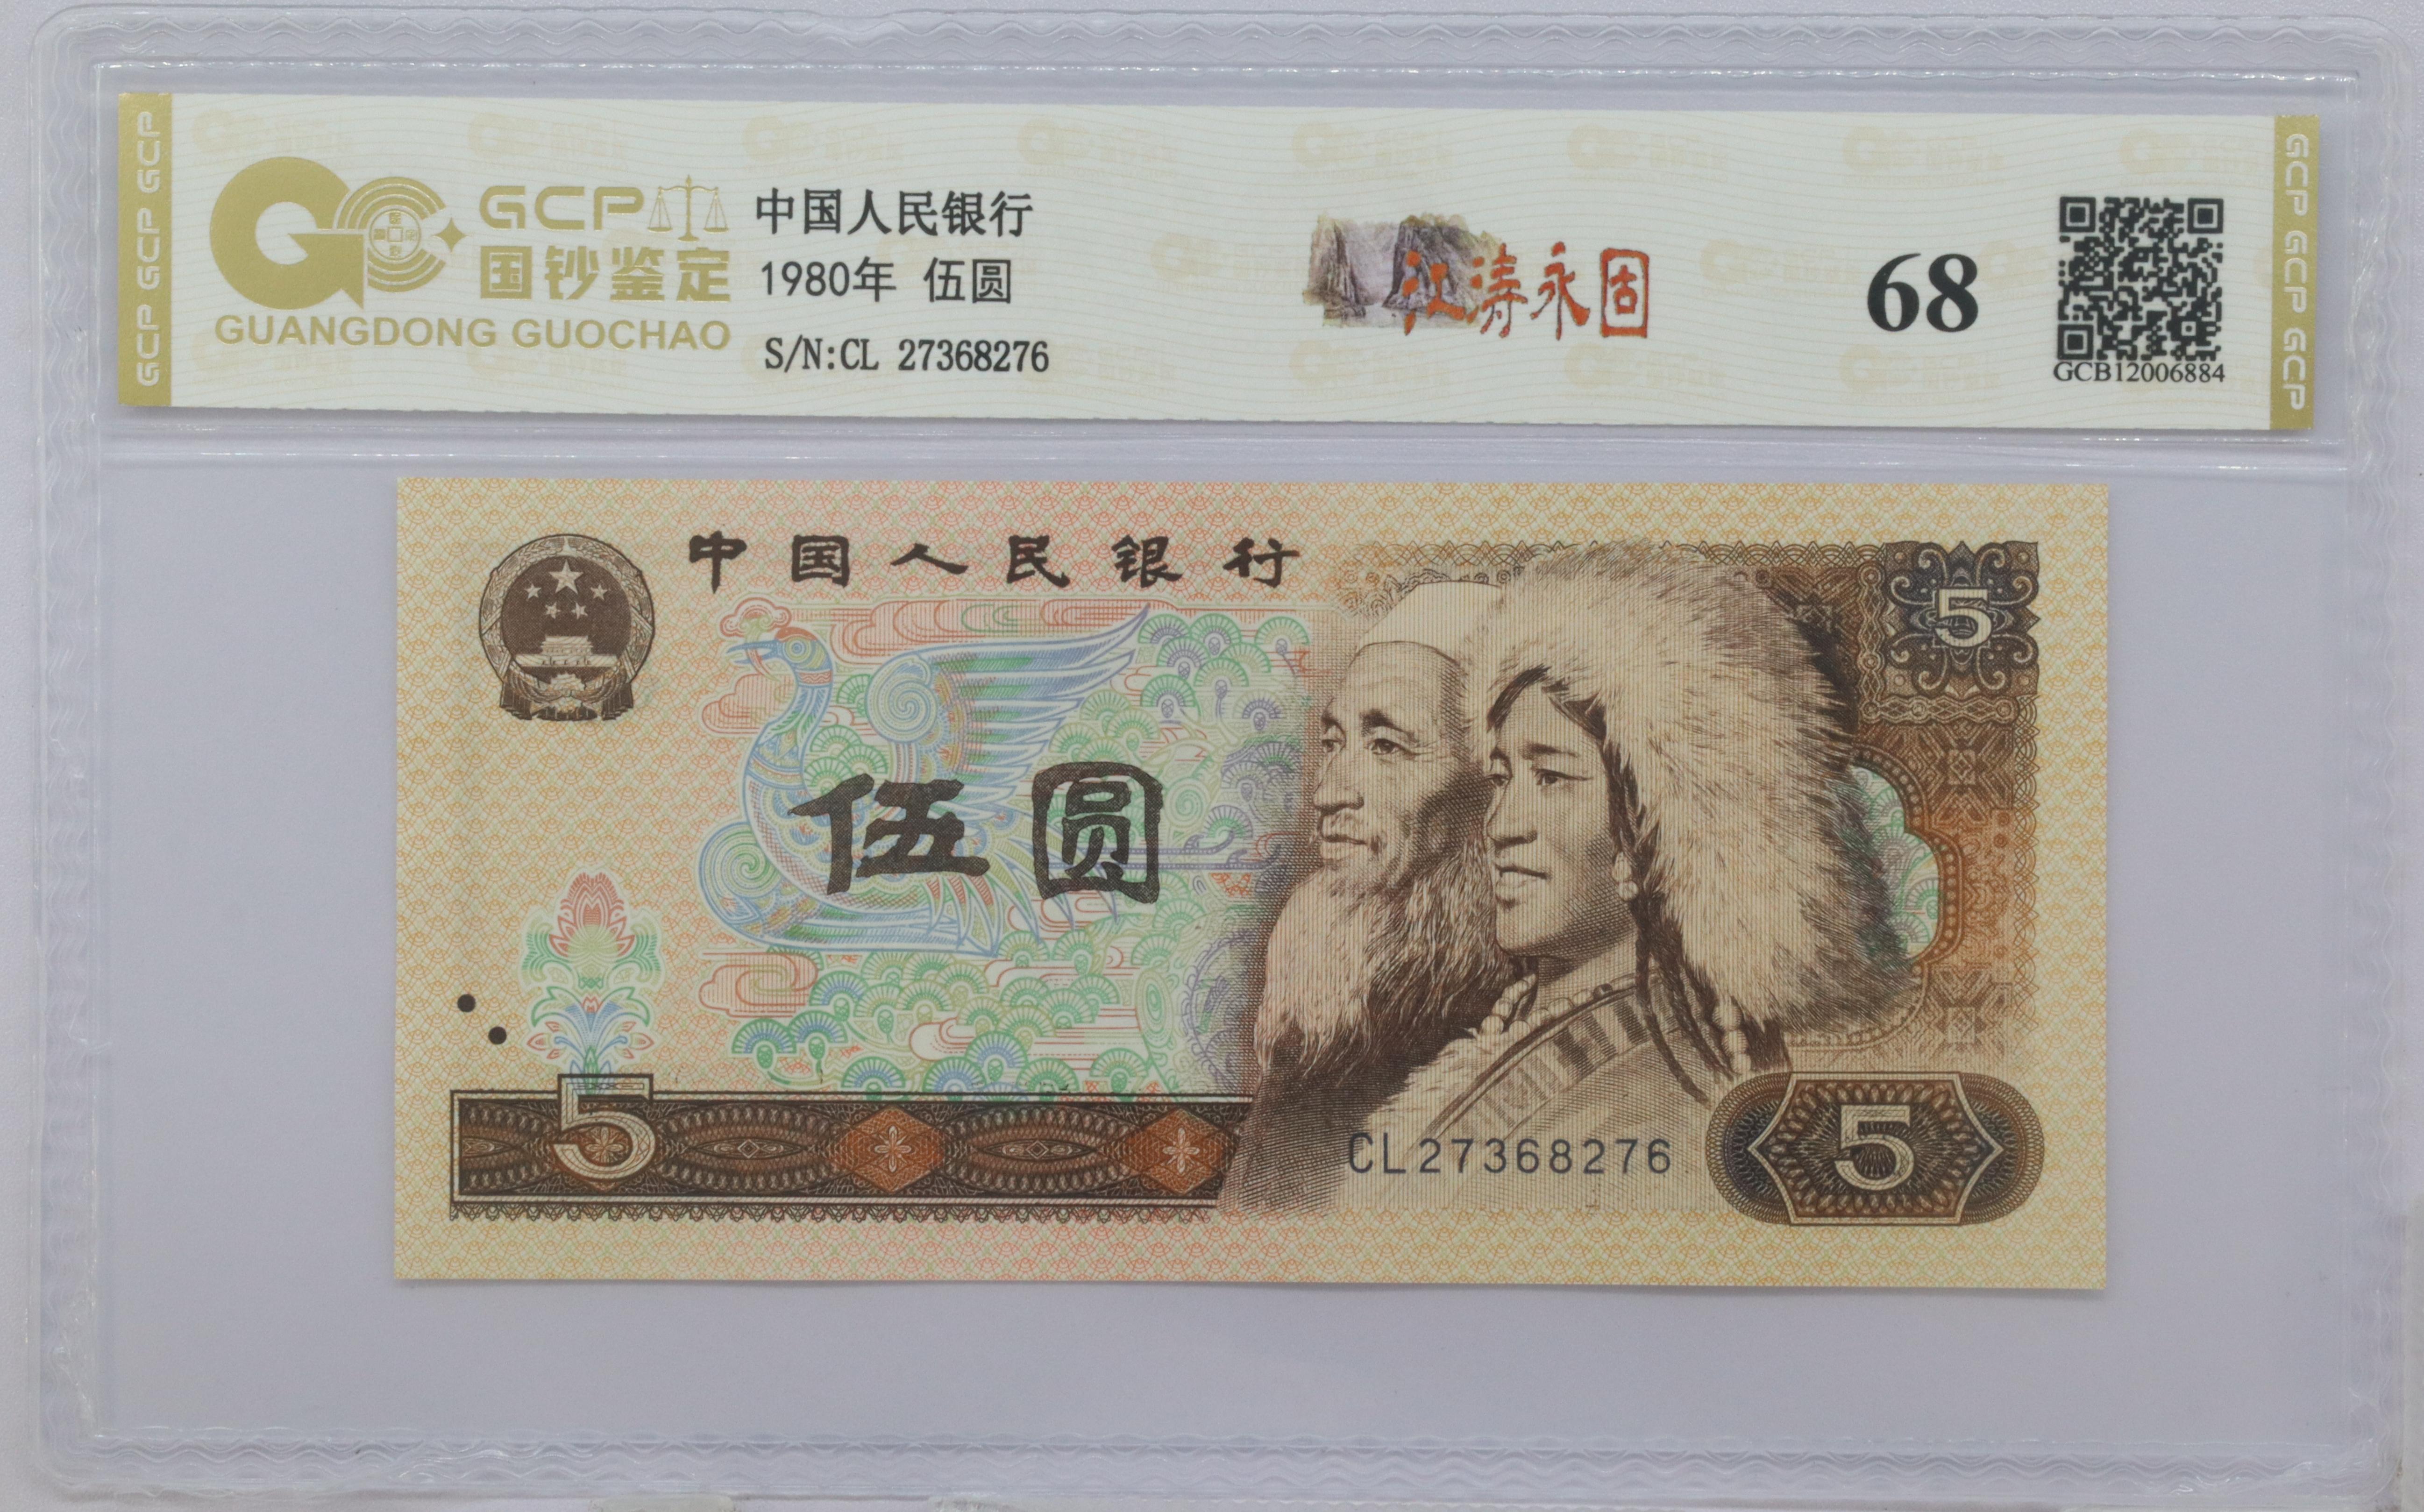 GCP GCP GCP
GCP
国钞鉴定
GUANGDONG GUOCHAO
中国人民银行
1980年 伍圆
S/N:CL 27368276
江涛永固
68
GCB12006884
GCP GCP GCP
中国人民银行
5
伍圆
5
CL27368276
5